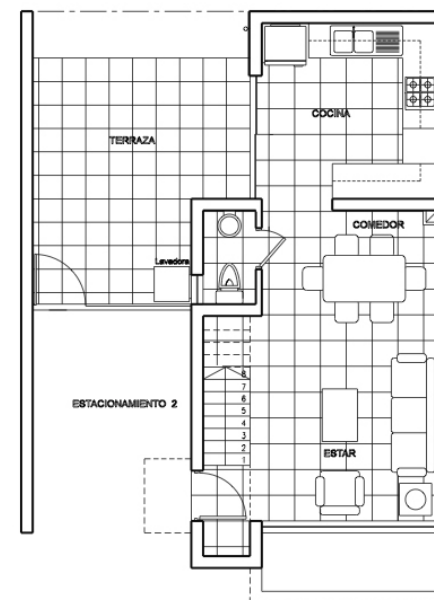 COCINA
TERRAZA
COMEDOR
Lavadora
8
7
6
5
4
3
2
1
ESTACIONAMIENTO 2
ESTAR